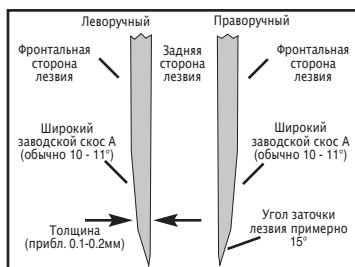 Леворучный
Праворучный
Фронтальная
сторона
лезвия
Задняя
сторона
лезвия
Фронтальная
сторона
лезвия
Широкий
заводской скос А
(обычно 10 - 11°)
Широкий
заводской скос А
(обычно 10 - 11°)
Толщина
(прибл. 0.1-0.2мм)
Угол заточки
лезвия примерно
15°